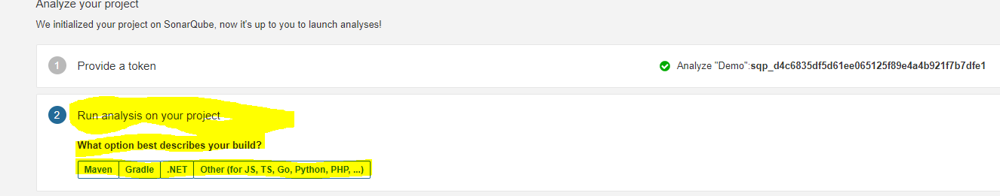 Analyze your project
We initialized your project on SonarQube, now it's up to you to launch analyses!
1 Provide a token Analyze "Demo":sqp_d4c6835df5d61ee065125f89e4a4b921f7b7dfe1
2 Run analysis on your project
What option best describes your build?
Maven Gradle .NET Other (for JS, TS, Go, Python, PHP, ...)